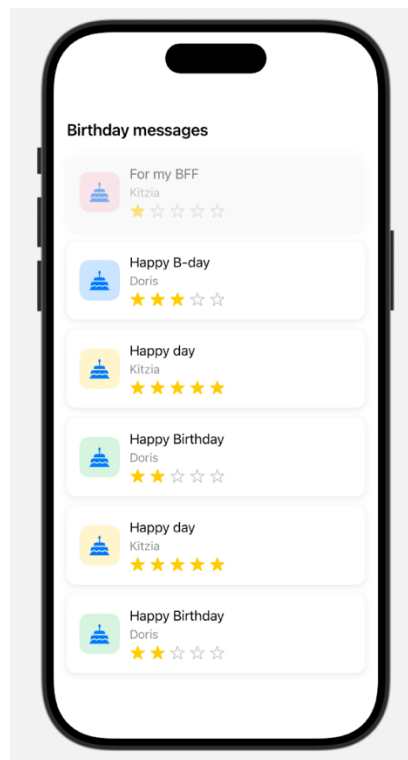 Birthday messages
For my BFF
Kitzia
Happy B-day
Doris
Happy day
Kitzia
Happy Birthday
Doris
Happy day
Kitzia
Happy Birthday
Doris